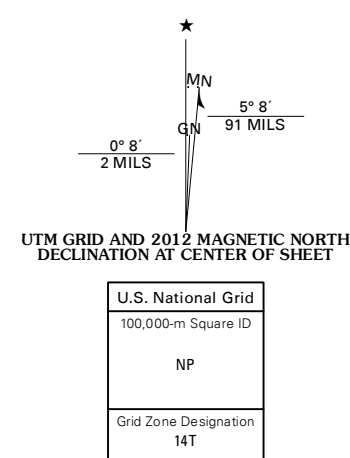 ★
MN
GN
5° 8´
91 MILS
0° 8´
2 MILS
UTM GRID AND 2012 MAGNETIC NORTH
DECLINATION AT CENTER OF SHEET
U.S. National Grid
100,000-m Square ID
NP
Grid Zone Designation
14T